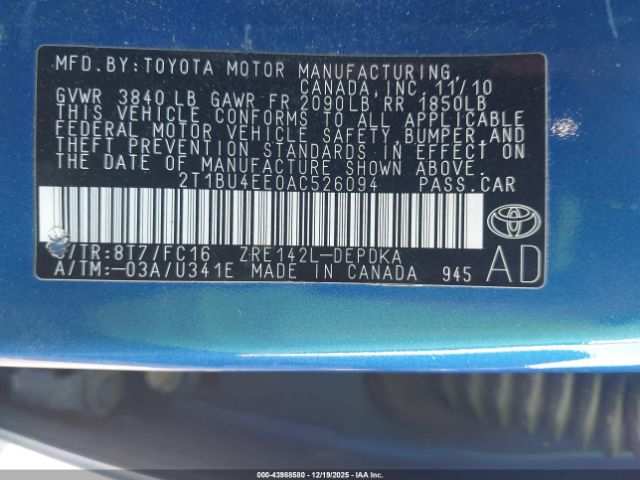 MFD. BY: TOYOTA MOTOR MANUFACTURING,
CANADA, INC. 11/10
GVWR 3840 LB GAWR FR 2090LB RR 1850LB
THIS VEHICLE CONFORMS TO ALL APPLICABLE
FEDERAL MOTOR VEHICLE SAFETY, BUMPER, AND
THEFT PREVENTION STANDARDS IN EFFECT ON
THE DATE OF MANUFACTURE SHOWN ABOVE.
2T1BU4EE0AC526094 PASS.CAR
/TR: 8T7/FC16 ZRE142L-DEPDKA
A/TM:-03A/U341E MADE IN CANADA 945
AD
000-43988580 - 12/19/2025 - IAAI.CA